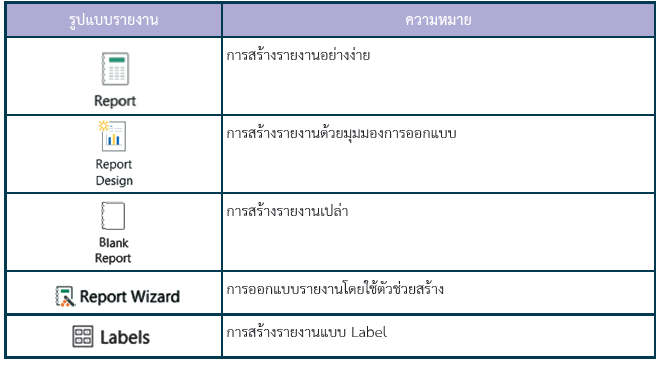 รูปแบบรายงาน ความหมาย
Report การสร้างรายงานอย่างง่าย
Report
Design การสร้างรายงานด้วยมุมมองการออกแบบ
Blank
Report การสร้างรายงานเปล่า
Report Wizard การออกแบบรายงานโดยใช้ตัวช่วยสร้าง
Labels การสร้างรายงานแบบ Label